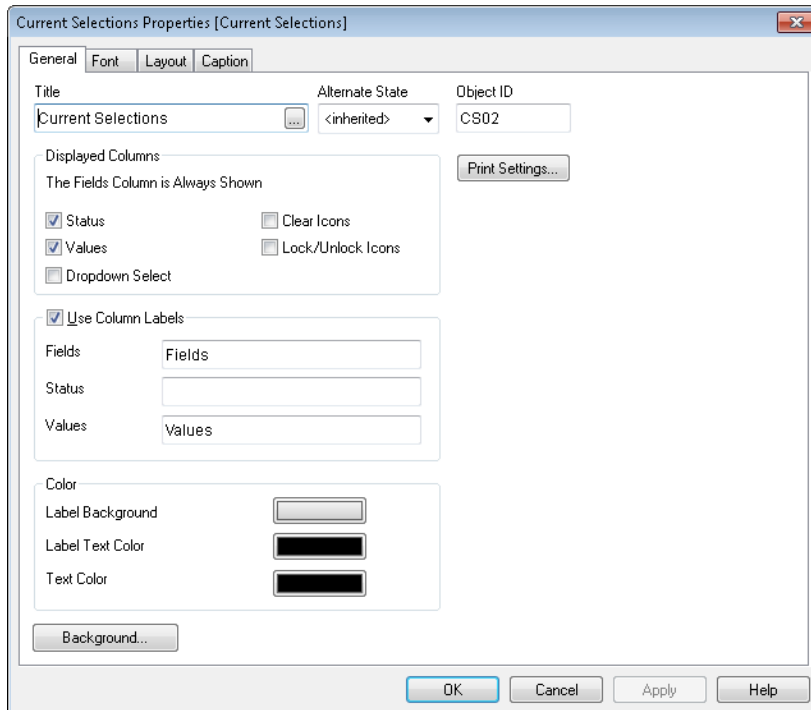 Current Selections Properties [Current Selections]
General Font Layout Caption
Title Alternate State Object ID
Current Selections ... <inherited> CS02
Displayed Columns
Print Settings...
The Fields Column is Always Shown
Status Clear Icons
Values Lock/Unlock Icons
Dropdown Select
Use Column Labels
Fields Fields
Status
Values Values
Color
Label Background
Label Text Color
Text Color
Background...
OK Cancel Apply Help